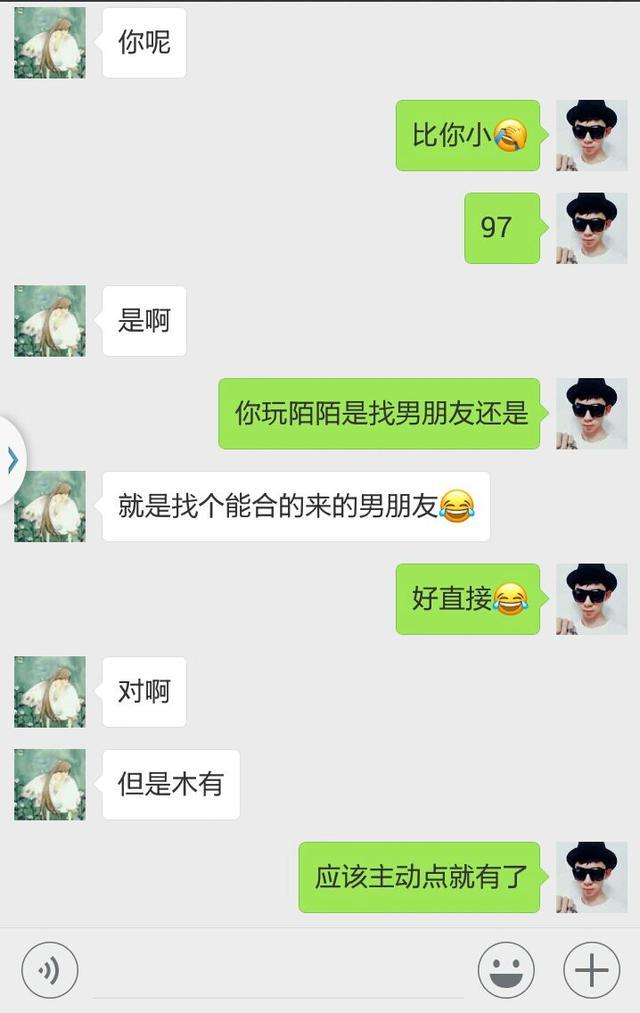 你呢
比你小🤦
97
是啊
你玩陌陌是找男朋友还是
就是找个能合的来的男朋友😂
好直接😂
对啊
但是木有
应该主动点就有了